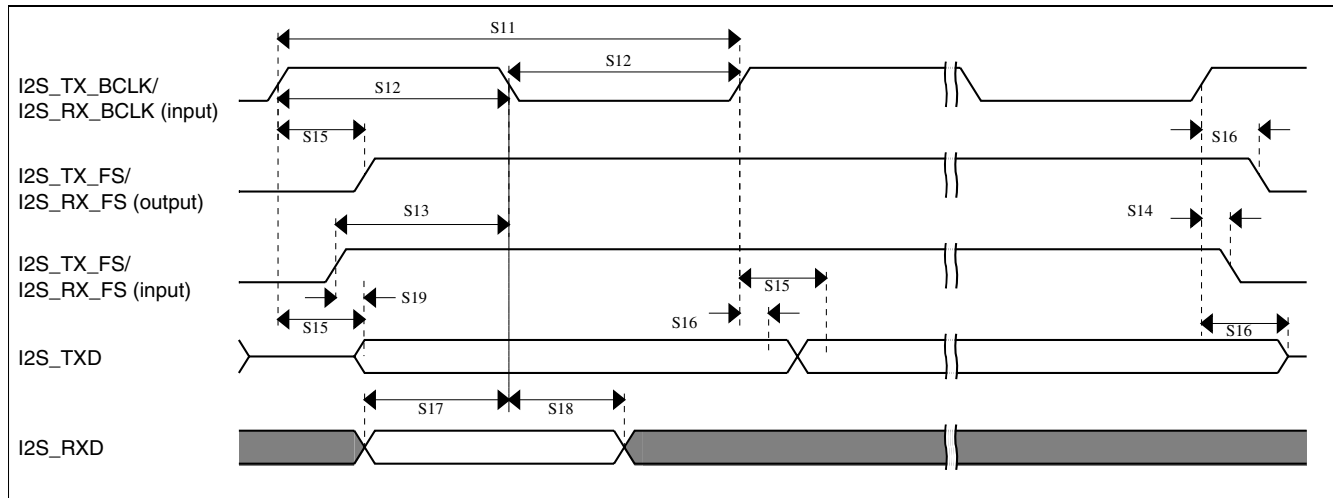 S11
I2S_TX_BCLK/
I2S_RX_BCLK (input)
S12
S12
S15
S16
I2S_TX_FS/
I2S_RX_FS (output)
S13
S14
I2S_TX_FS/
I2S_RX_FS (input)
S15
S19
S15
S16
S16
I2S_TXD
S17
S18
I2S_RXD